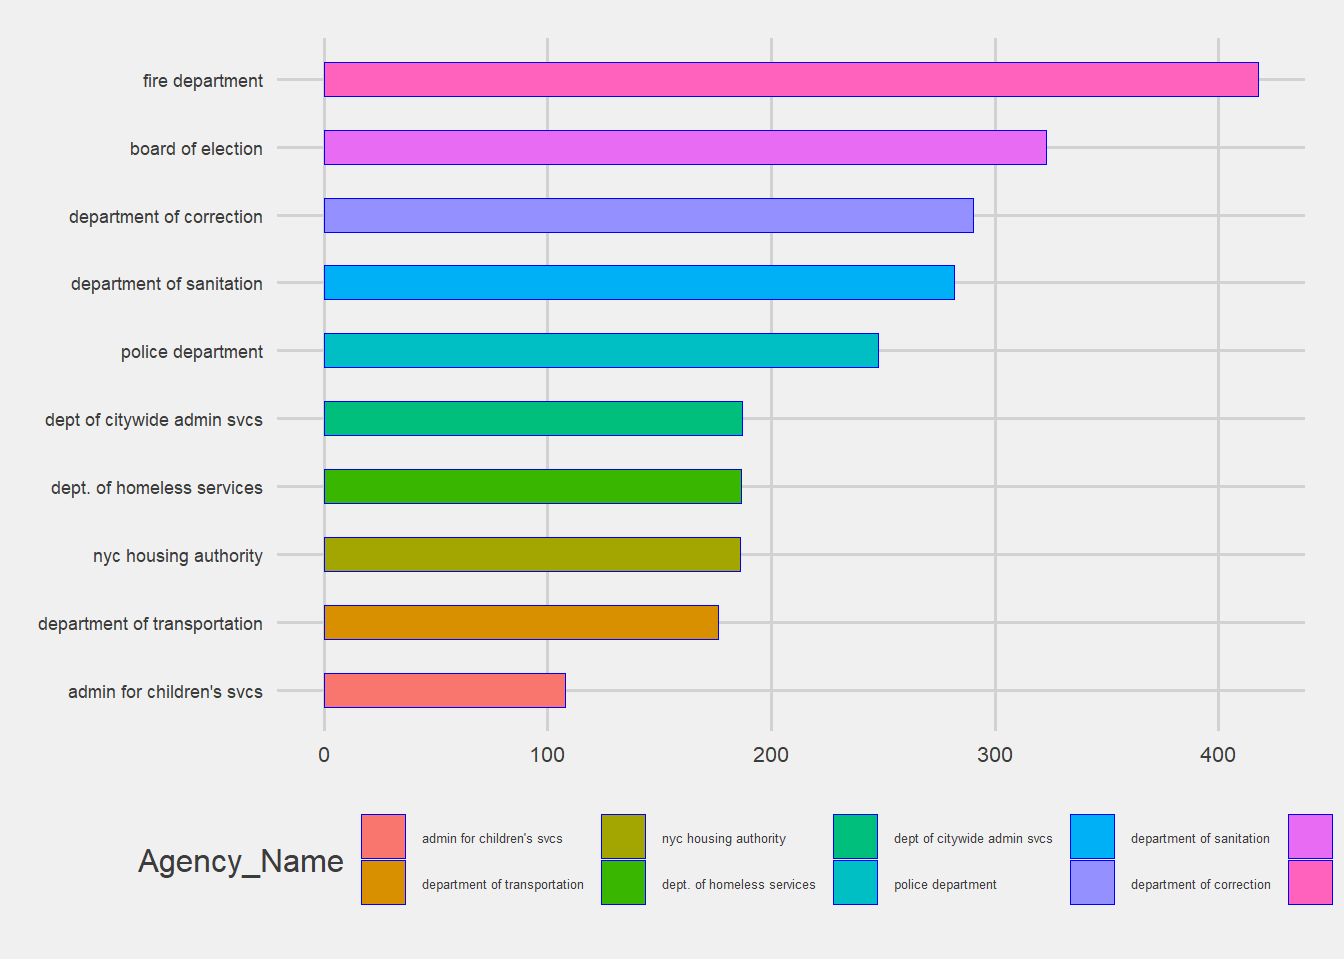 fire department
board of election
department of correction
department of sanitation
police department
dept of citywide admin svcs
dept. of homeless services
nyc housing authority
department of transportation
admin for children's svcs
0 100 200 300 400
Agency_Name
admin for children's svcs nyc housing authority dept of citywide admin svcs department of sanitation
department of transportation dept. of homeless services police department department of correction